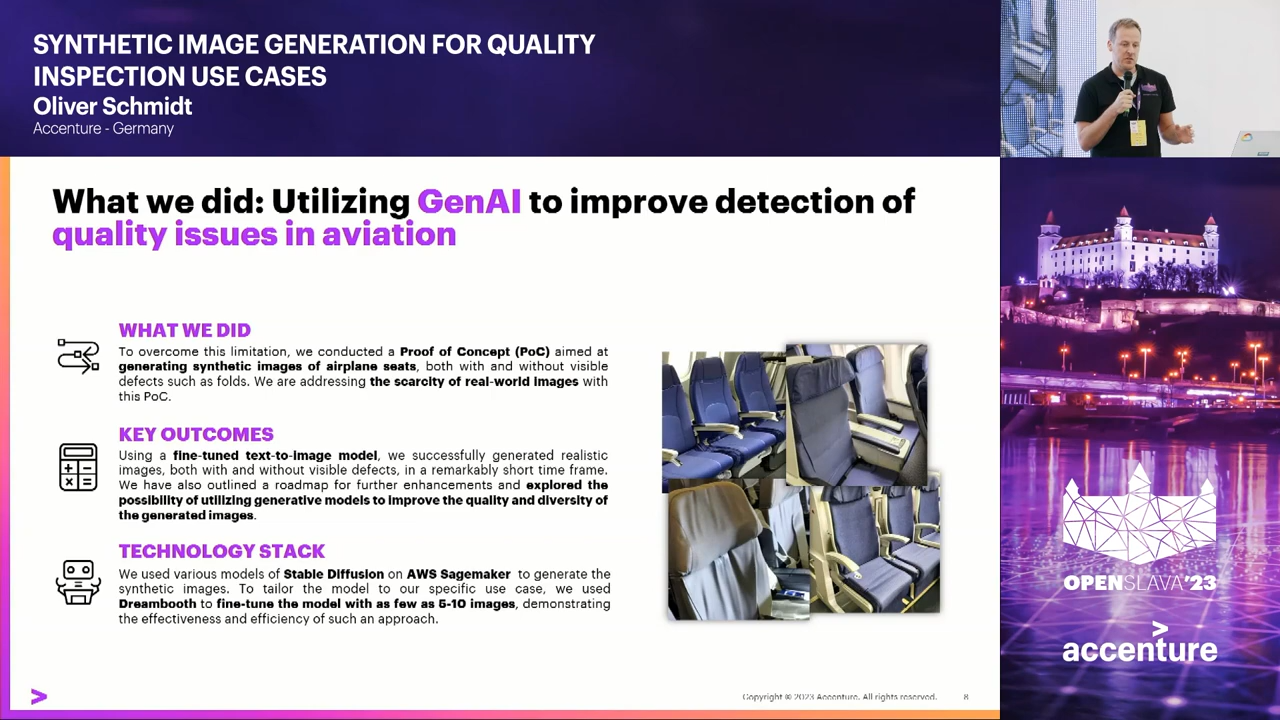 SYNTHETIC IMAGE GENERATION FOR QUALITY
INSPECTION USE CASES
Oliver Schmidt
Accenture - Germany
What we did: Utilizing GenAI to improve detection of
quality issues in aviation
WHAT WE DID
To overcome this limitation, we conducted a Proof of Concept (PoC) aimed at
generating synthetic images of airplane seats, both with and without visible
defects such as folds. We are addressing the scarcity of real-world images with
this PoC.
KEY OUTCOMES
Using a fine-tuned text-to-image model, we successfully generated realistic
images, both with and without visible defects, in a remarkably short time frame.
We have also outlined a roadmap for further enhancements and explored the
possibility of utilizing generative models to improve the quality and diversity of
the generated images.
TECHNOLOGY STACK
We used various models of Stable Diffusion on AWS Sagemaker to generate the
synthetic images. To tailor the model to our specific use case, we used
Dreambooth to fine-tune the model with as few as 5-10 images, demonstrating
the effectiveness and efficiency of such an approach.
Copyright © 2023 Accenture. All rights reserved. 8
OPENSLAVA'23
accenture